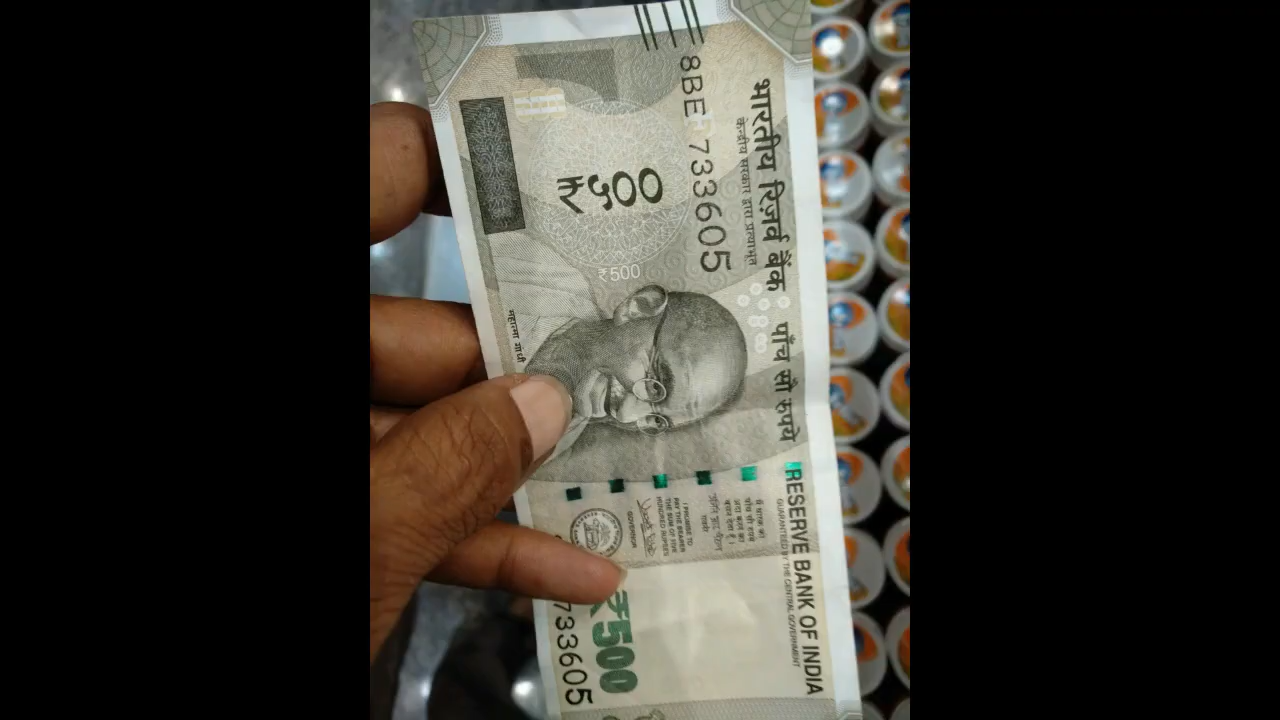 भारतीय रिज़र्व बैंक
केन्द्रीय सरकार द्वारा प्रत्याभूत
8BE 733605
₹ ५००
₹500
महात्मा गांधी
पाँच सौ रुपये
RESERVE BANK OF INDIA
GUARANTEED BY THE CENTRAL GOVERNMENT
I PROMISE TO
PAY THE BEARER
THE SUM OF FIVE
HUNDRED RUPEES
GOVERNOR
₹500
733605